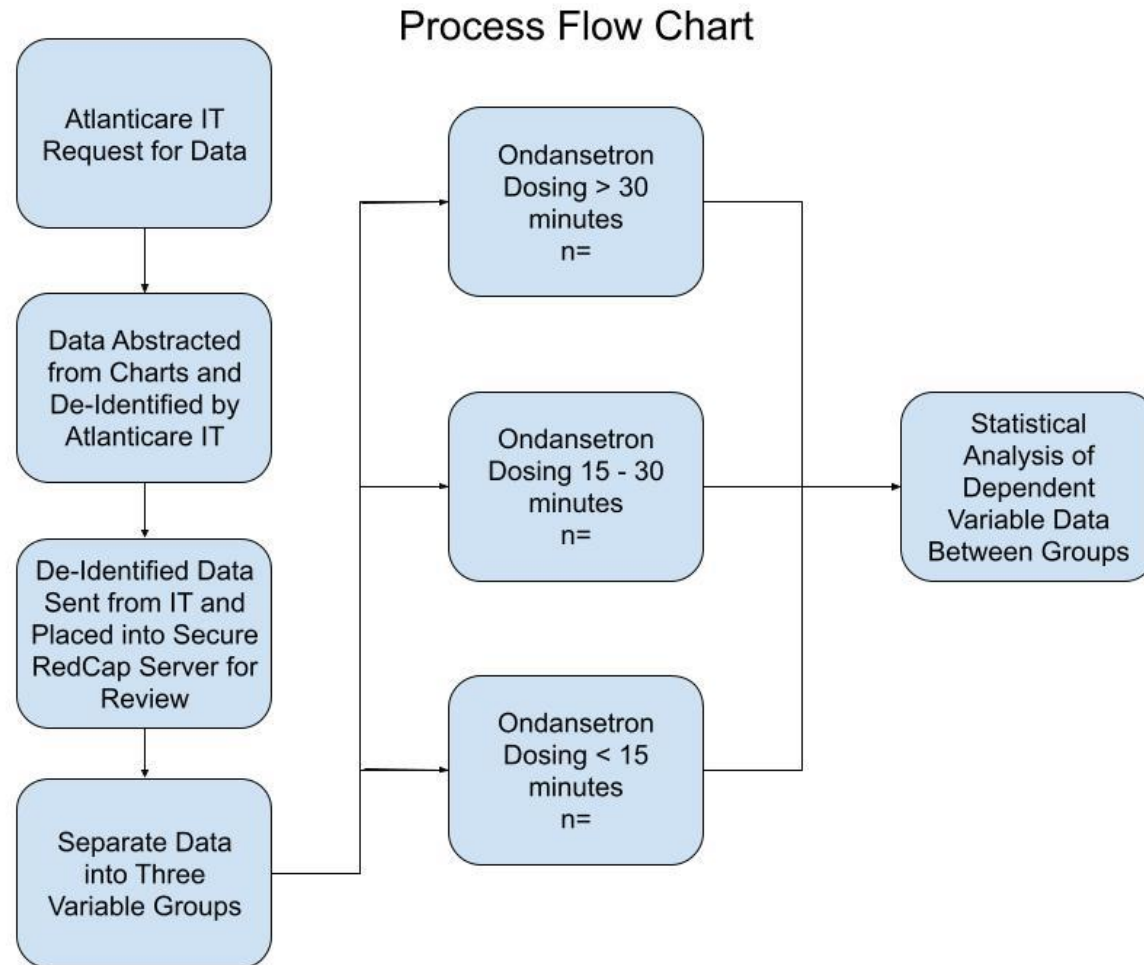 Process Flow Chart
Atlanticare IT
Request for Data
Data Abstracted
from Charts and
De-Identified by
Atlanticare IT
De-Identified Data
Sent from IT and
Placed into Secure
RedCap Server for
Review
Separate Data
into Three
Variable Groups
Ondansetron
Dosing > 30
minutes
n=
Ondansetron
Dosing 15 - 30
minutes
n=
Ondansetron
Dosing < 15
minutes
n=
Statistical
Analysis of
Dependent
Variable Data
Between Groups